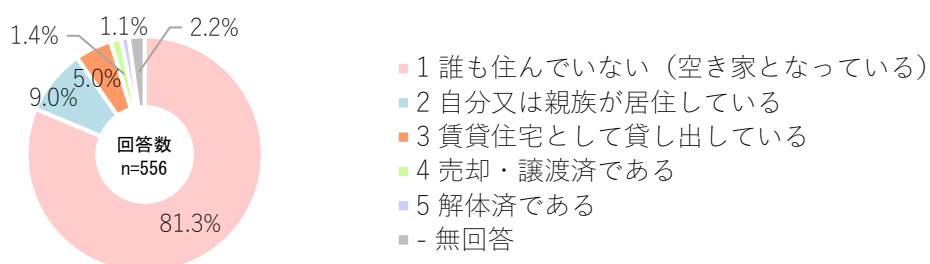 1.4%
1.1%
2.2%
5.0%
9.0%
回答数
n=556
81.3%
1 誰も住んでいない（空き家となっている）
2 自分又は親族が居住している
3 賃貸住宅として貸し出している
4 売却・譲渡済である
5 解体済である
- 無回答